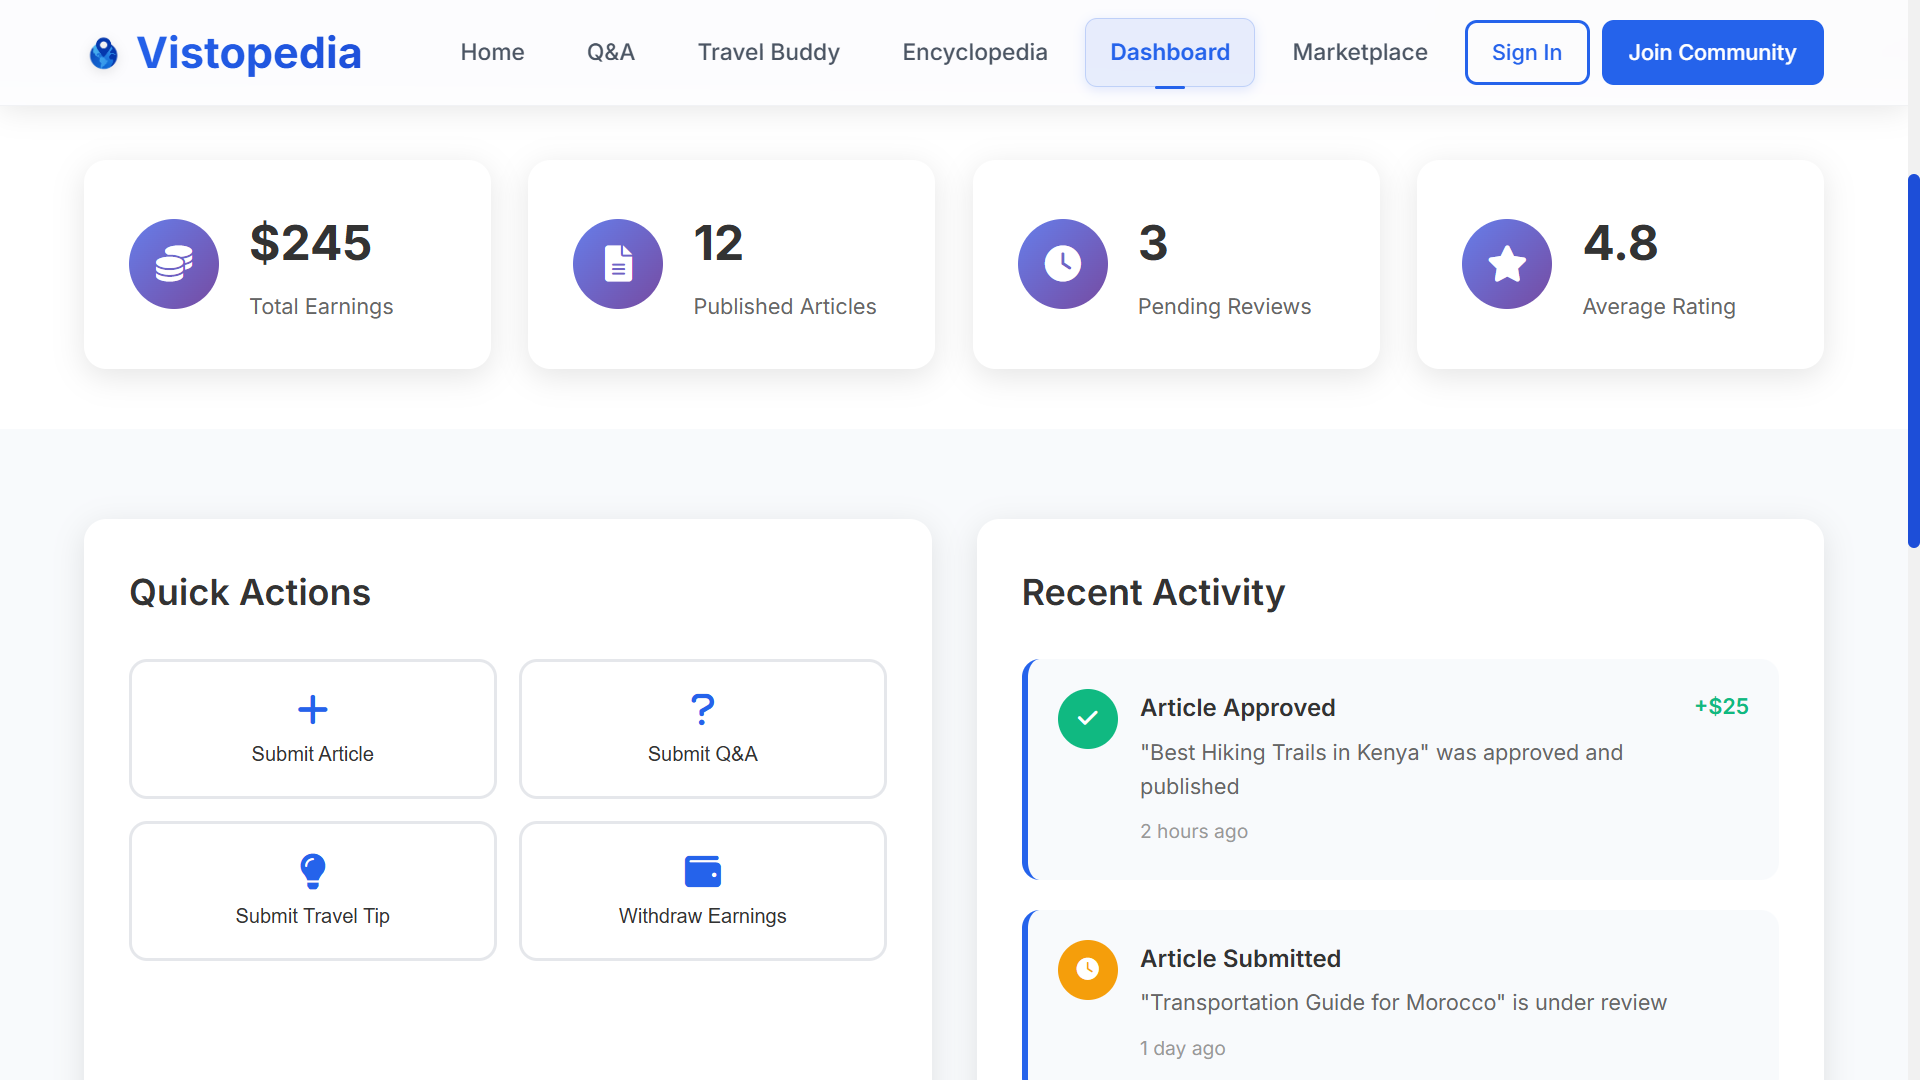 Vistopedia
Home
Q&A
Travel Buddy
Encyclopedia
Dashboard
Marketplace
Sign In
Join Community
$245
Total Earnings
12
Published Articles
3
Pending Reviews
4.8
Average Rating
Quick Actions
Submit Article
Submit Q&A
Submit Travel Tip
Withdraw Earnings
Recent Activity
Article Approved
+$25
"Best Hiking Trails in Kenya" was approved and
published
2 hours ago
Article Submitted
"Transportation Guide for Morocco" is under review
1 day ago